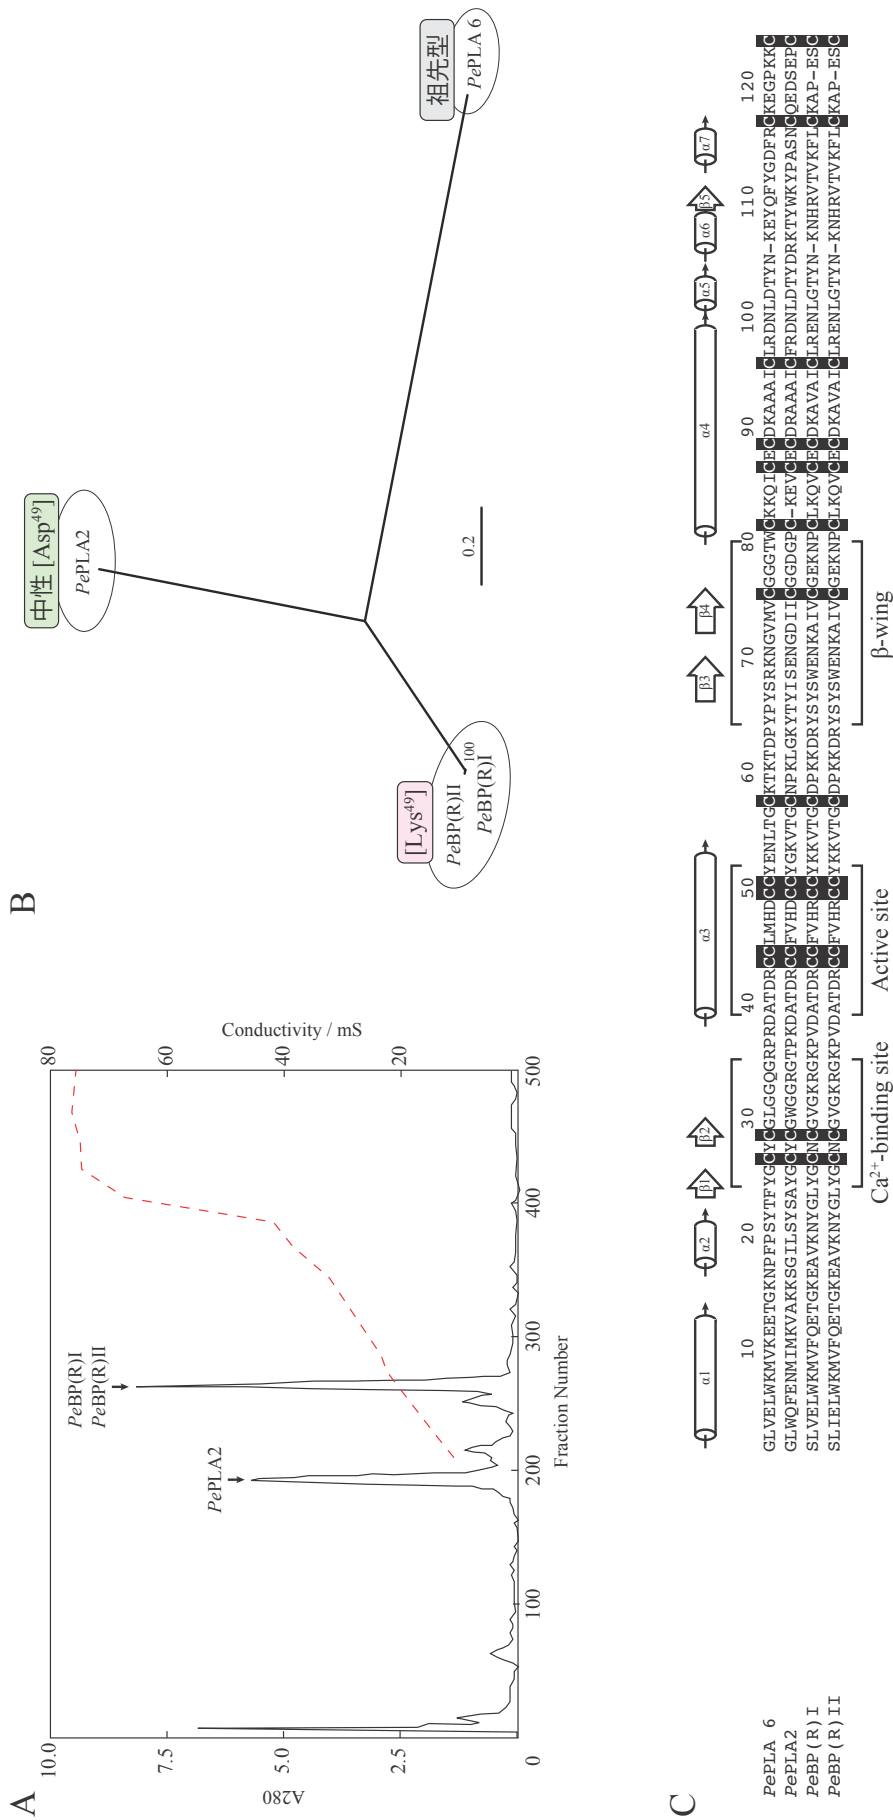 A
10.0
7.5
5.0
2.5
0
A280
80
60
40
20
Conductivity / mS
100
200
300
400
500
Fraction Number
PePLA2
PeBP(R)I
PeBP(R)II
B
中性 [Asp⁴⁹]
PePLA2
[Lys⁴⁹]
PeBP(R)II
PeBP(R)I
100
0.2
祖先型
PePLA 6
C
α1
α2
β1
β2
α3
β3
β4
α4
α5
α6
β5
α7
10 20 30 40 50 60 70 80 90 100 110 120
PePLA 6 GLVELWKMVKEETGKNPFPSYTFYGCYCGLGGQGRPRDATDRCCLMHDCCYENLTGCKTKTDPYPYSRKNGVMVCGGGTWCKKQICECDKAAAICLRDNLDTYN-KEYQFYGDFRCKEGPKKC
PePLA2 GLWQFENMIMKVAKKSGILSYSAYGCYCGWGGRGTPKDATDRCCFVHDCCYGKVTGCNPKLGKYTYISENGDIICGGDGPC-KEVCECDRAAAICFRDNLDTYDRKTYWKYPASNCQEDSEPC
PeBP(R)I SLVELWKMVFQETGKEAVKNYGLYGCNCGVGKRGKPVDATDRCCFVHRCCYKKVTGCDPKKDRYSYSWENKAIVCGEKNPCLKQVCECDKAVAICLRENLGTYN-KNHRVTVKFLCKAP-ESC
PeBP(R)II SLIELWKMVFQETGKEAVKNYGLYGCNCGVGKRGKPVDATDRCCFVHRCCYKKVTGCDPKKDRYSYSWENKAIVCGEKNPCLKQVCECDKAVAICLRENLGTYN-KNHRVTVKFLCKAP-ESC
Ca²⁺-binding site
Active site
β-wing